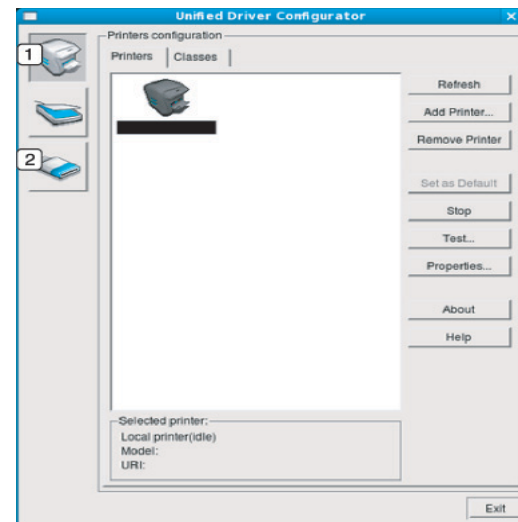 Unified Driver Configurator
Printers configuration
1
Printers
Classes
Refresh
Add Printer...
Remove Printer
2
Set as Default
Stop
Test...
Properties...
About
Help
Selected printer:
Local printer(idle)
Model:
URI:
Exit